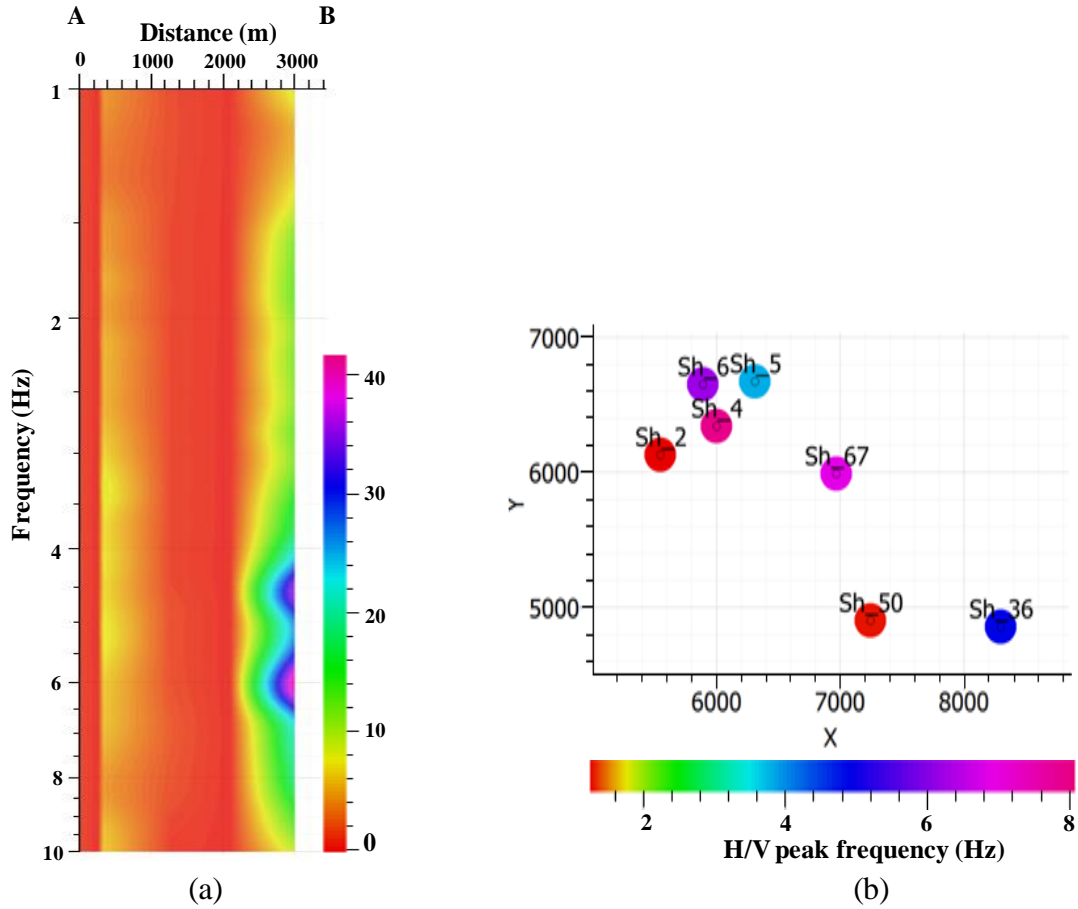 A B
Distance (m)
0 1000 2000 3000
Frequency (Hz)
1
2
4
6
8
10
40
30
20
10
0
(a)
7000
6000
5000
Y
Sh_6 Sh_5
Sh_4
Sh_2
Sh_67
Sh_50 Sh_36
6000 7000 8000
X
2 4 6 8
H/V peak frequency (Hz)
(b)